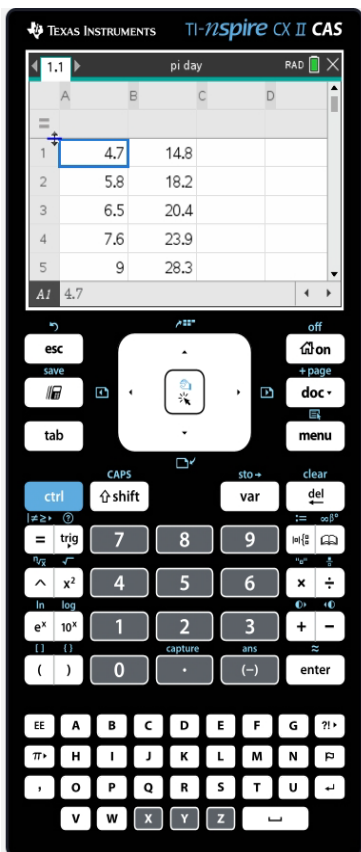 TEXAS INSTRUMENTS TI-nspire CX II CAS
1.1 pi day RAD
A B C D
=
1 4.7 14.8
2 5.8 18.2
3 6.5 20.4
4 7.6 23.9
5 9 28.3
A1 4.7
off
esc on
save +page
doc
tab menu
CAPS sto→ clear
ctrl shift var del
|≠≥▸ ? := ∞β°
= trig 7 8 9
ⁿ√x √ "□"
^ x² 4 5 6 × ÷
ln log
eˣ 10ˣ 1 2 3 + −
[ ] { } capture ans ≈
( ) 0 . (−) enter
EE A B C D E F G ?!▸
π▸ H I J K L M N
, O P Q R S T U ↵
V W X Y Z